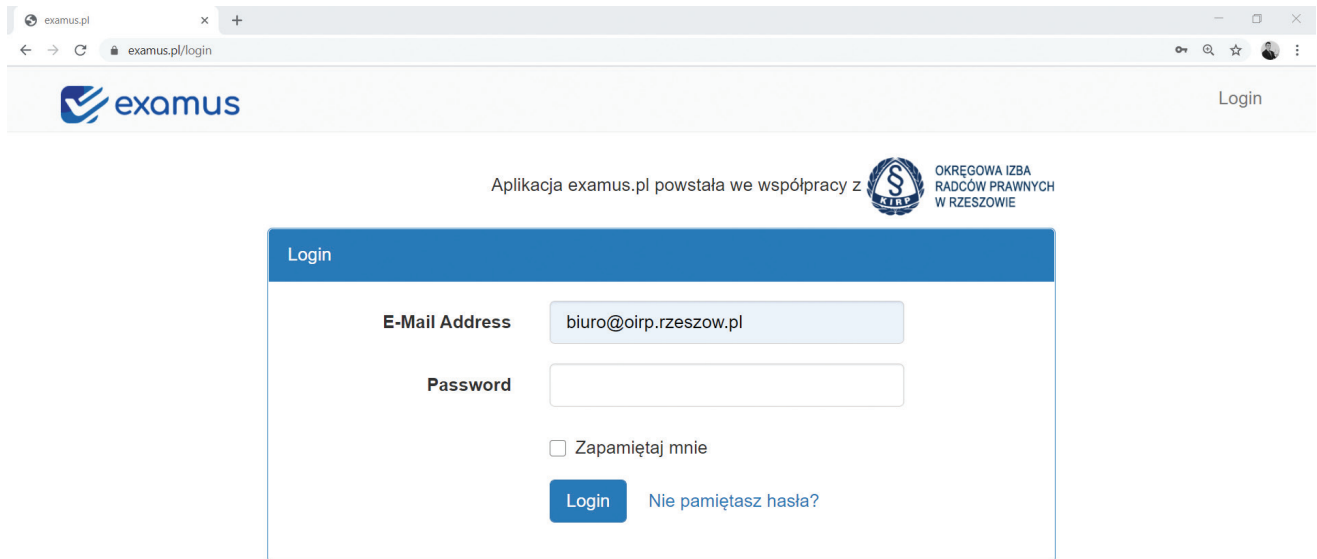 examus.pl
examus.pl/login
examus
Login
Aplikacja examus.pl powstała we współpracy z
KIRP
OKRĘGOWA IZBA
RADCÓW PRAWNYCH
W RZESZOWIE
Login
E-Mail Address
biuro@oirp.rzeszow.pl
Password
Zapamiętaj mnie
Login
Nie pamiętasz hasła?